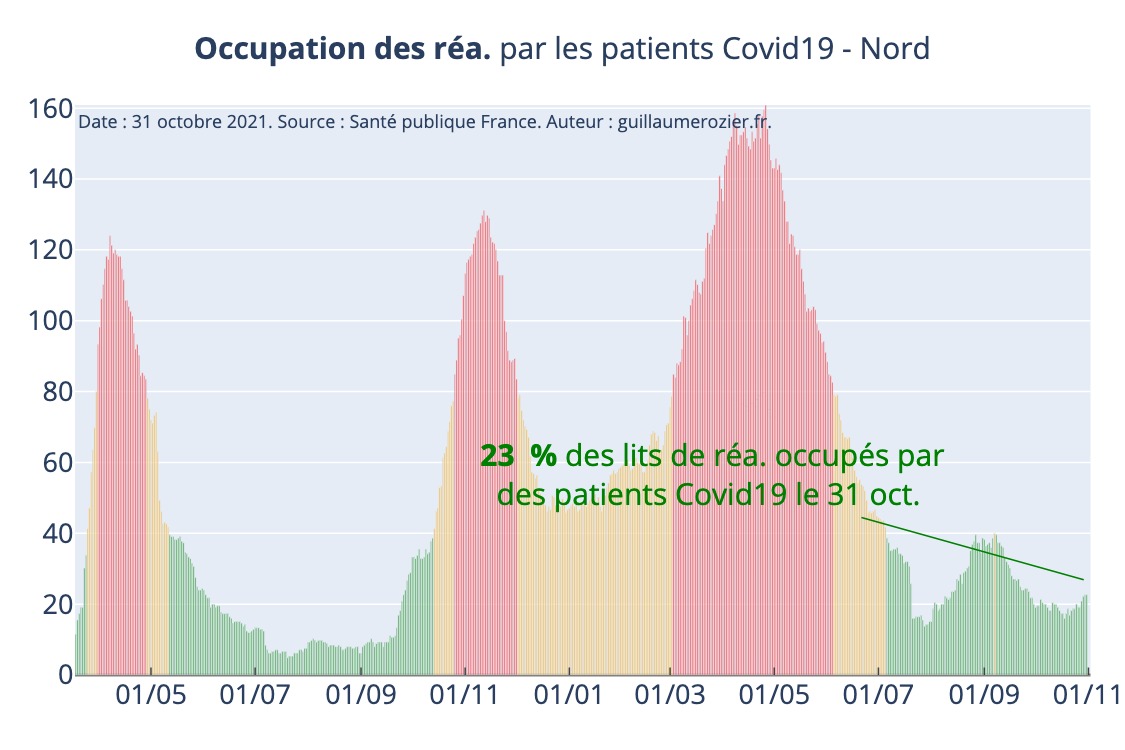 Occupation des réa. par les patients Covid19 - Nord
160
Date : 31 octobre 2021. Source : Santé publique France. Auteur : guillaumerozier.fr.
140
120
100
80
60
23 % des lits de réa. occupés par
des patients Covid19 le 31 oct.
40
20
0
01/05 01/07 01/09 01/11 01/01 01/03 01/05 01/07 01/09 01/11